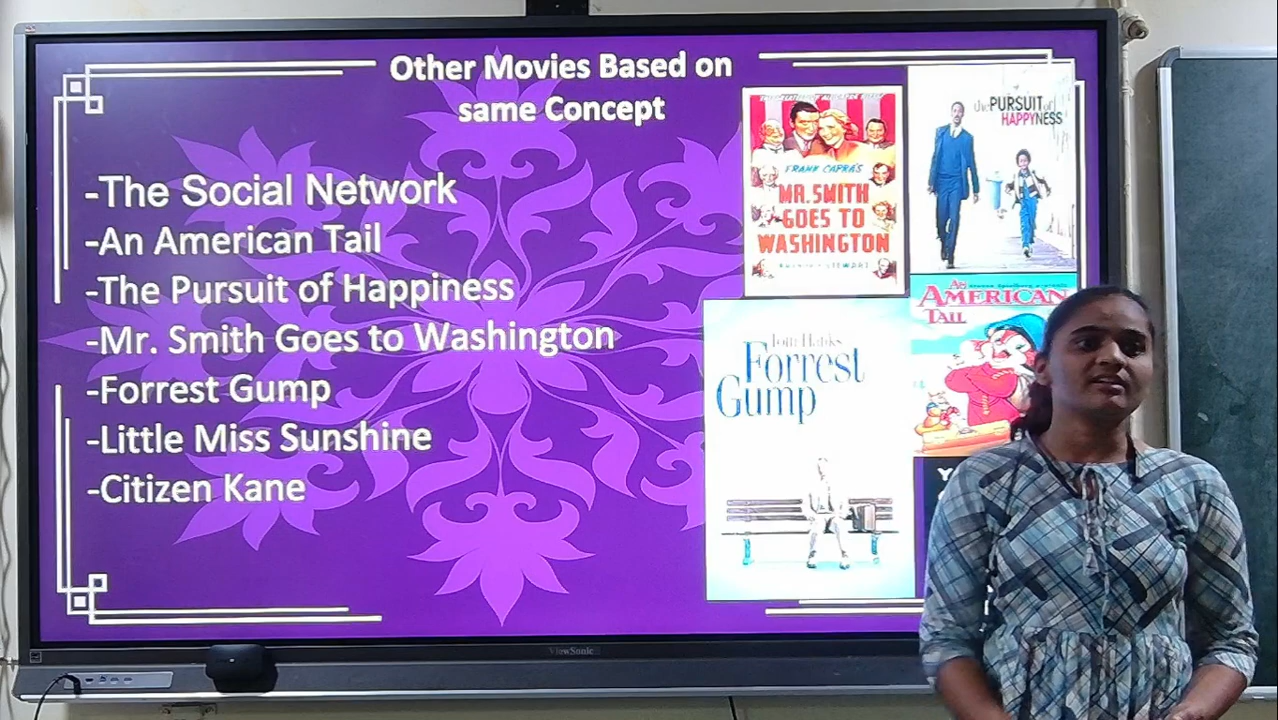 Other Movies Based on
same Concept
-The Social Network
-An American Tail
-The Pursuit of Happiness
-Mr. Smith Goes to Washington
-Forrest Gump
-Little Miss Sunshine
-Citizen Kane
FRANK CAPRA'S
MR. SMITH
GOES TO
WASHINGTON
STEWART
the PURSUIT of
HAPPYNESS
Tom Hanks
Forrest
Gump
AN
AMERICAN
TAIL
ViewSonic